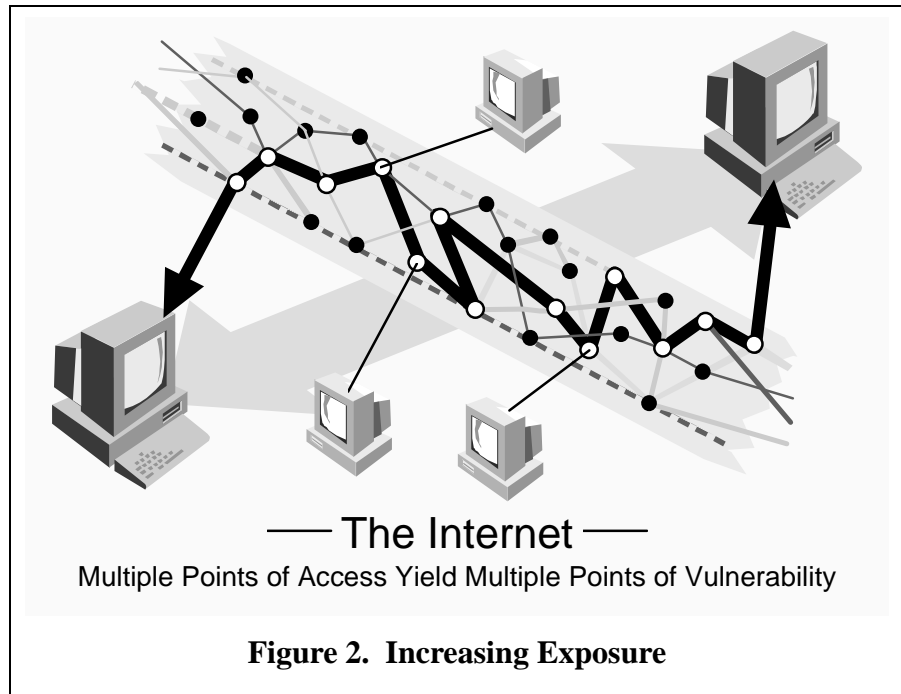 The Internet
Multiple Points of Access Yield Multiple Points of Vulnerability
Figure 2. Increasing Exposure